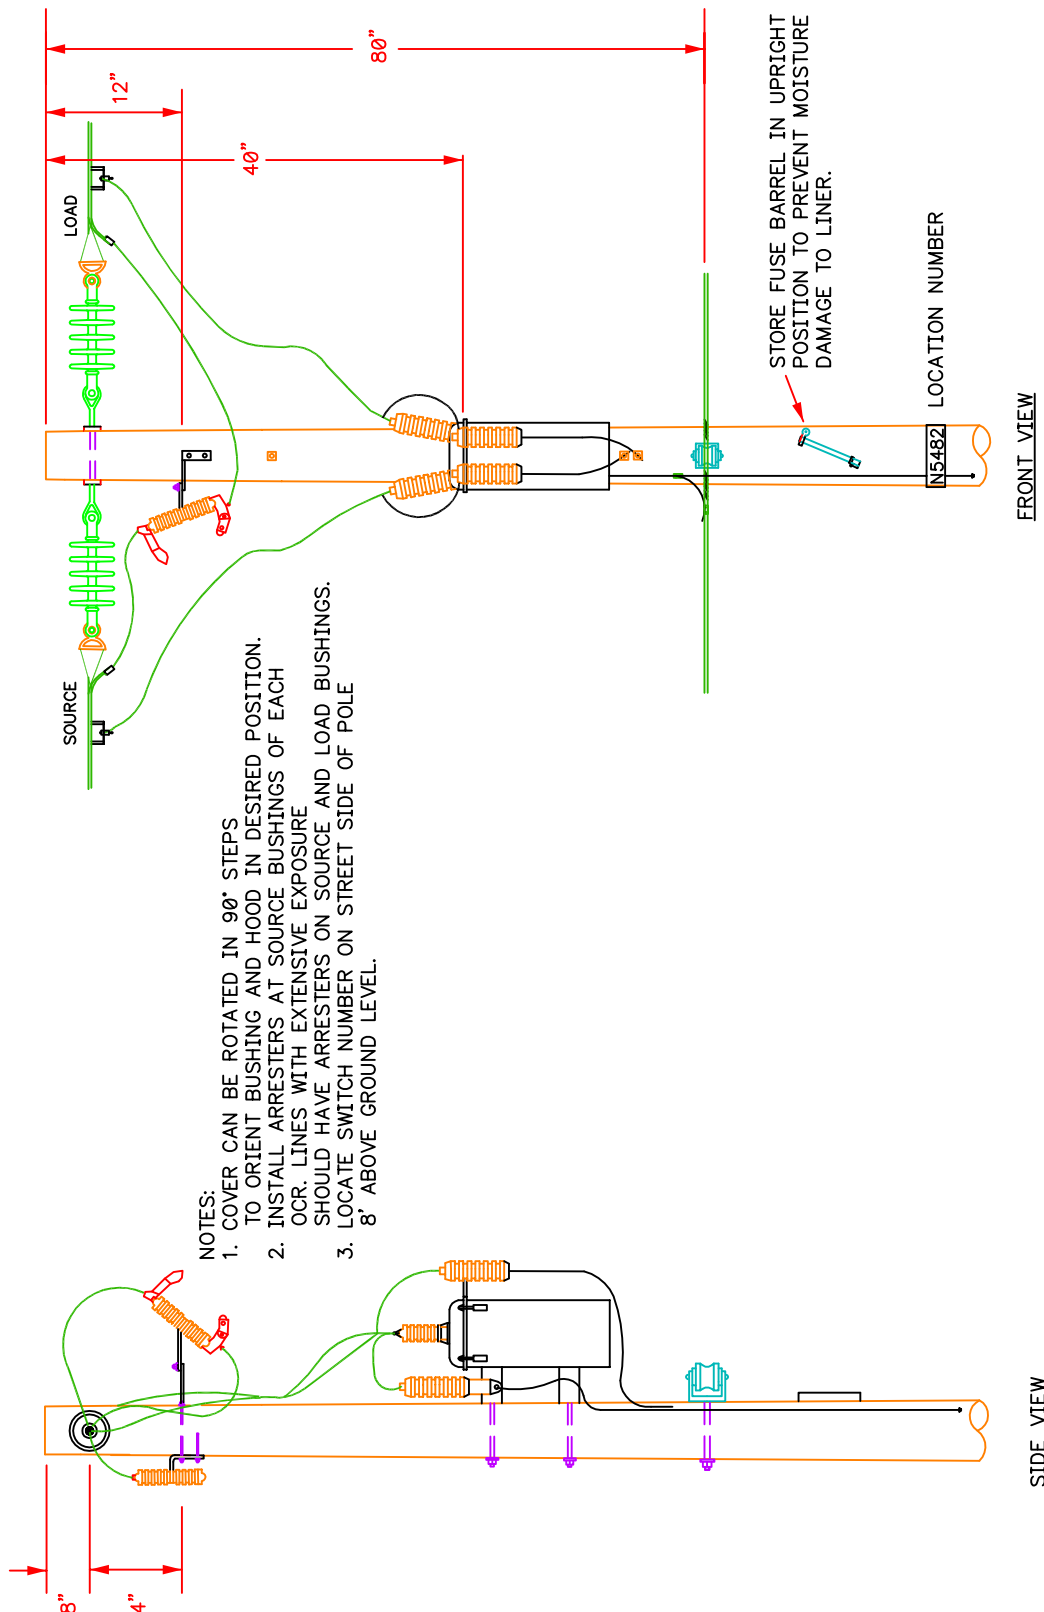 80"
12"
40"
LOAD
SOURCE
STORE FUSE BARREL IN UPRIGHT
POSITION TO PREVENT MOISTURE
DAMAGE TO LINER.
N5482
LOCATION NUMBER
FRONT VIEW
NOTES:
1. COVER CAN BE ROTATED IN 90° STEPS
TO ORIENT BUSHING AND HOOD IN DESIRED POSITION.
2. INSTALL ARRESTERS AT SOURCE BUSHINGS OF EACH
OCR. LINES WITH EXTENSIVE EXPOSURE
SHOULD HAVE ARRESTERS ON SOURCE AND LOAD BUSHINGS.
3. LOCATE SWITCH NUMBER ON STREET SIDE OF POLE
8' ABOVE GROUND LEVEL.
8"
4"
SIDE VIEW